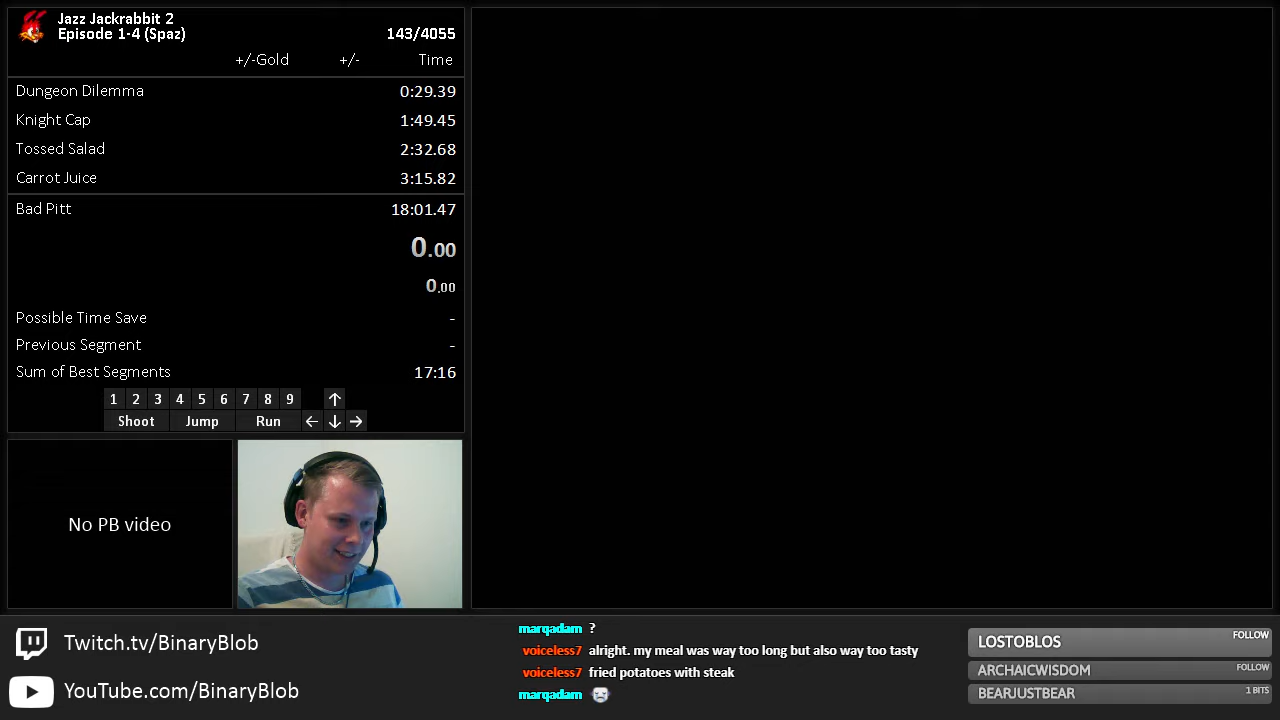 Jazz Jackrabbit 2
Episode 1-4 (Spaz) 143/4055
+/-Gold +/- Time
Dungeon Dilemma 0:29.39
Knight Cap 1:49.45
Tossed Salad 2:32.68
Carrot Juice 3:15.82
Bad Pitt 18:01.47
0.00
0.00
Possible Time Save -
Previous Segment -
Sum of Best Segments 17:16
1 2 3 4 5 6 7 8 9 ↑
Shoot Jump Run ← ↓ →
No PB video
Twitch.tv/BinaryBlob
YouTube.com/BinaryBlob
marqadam ?
voiceless7 alright. my meal was way too long but also way too tasty
voiceless7 fried potatoes with steak
marqadam
LOSTOBLOS FOLLOW
ARCHAICWISDOM FOLLOW
BEARJUSTBEAR 1 BITS